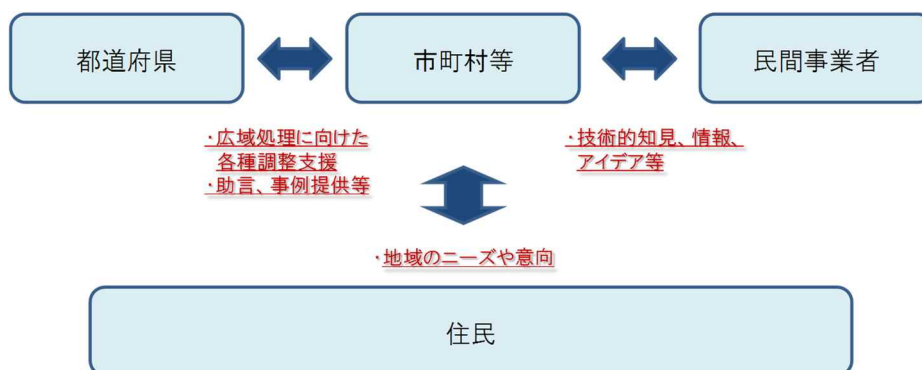 都道府県
市町村等
民間事業者
・広域処理に向けた
各種調整支援
・助言、事例提供等
・技術的知見、情報、
アイデア等
・地域のニーズや意向
住民